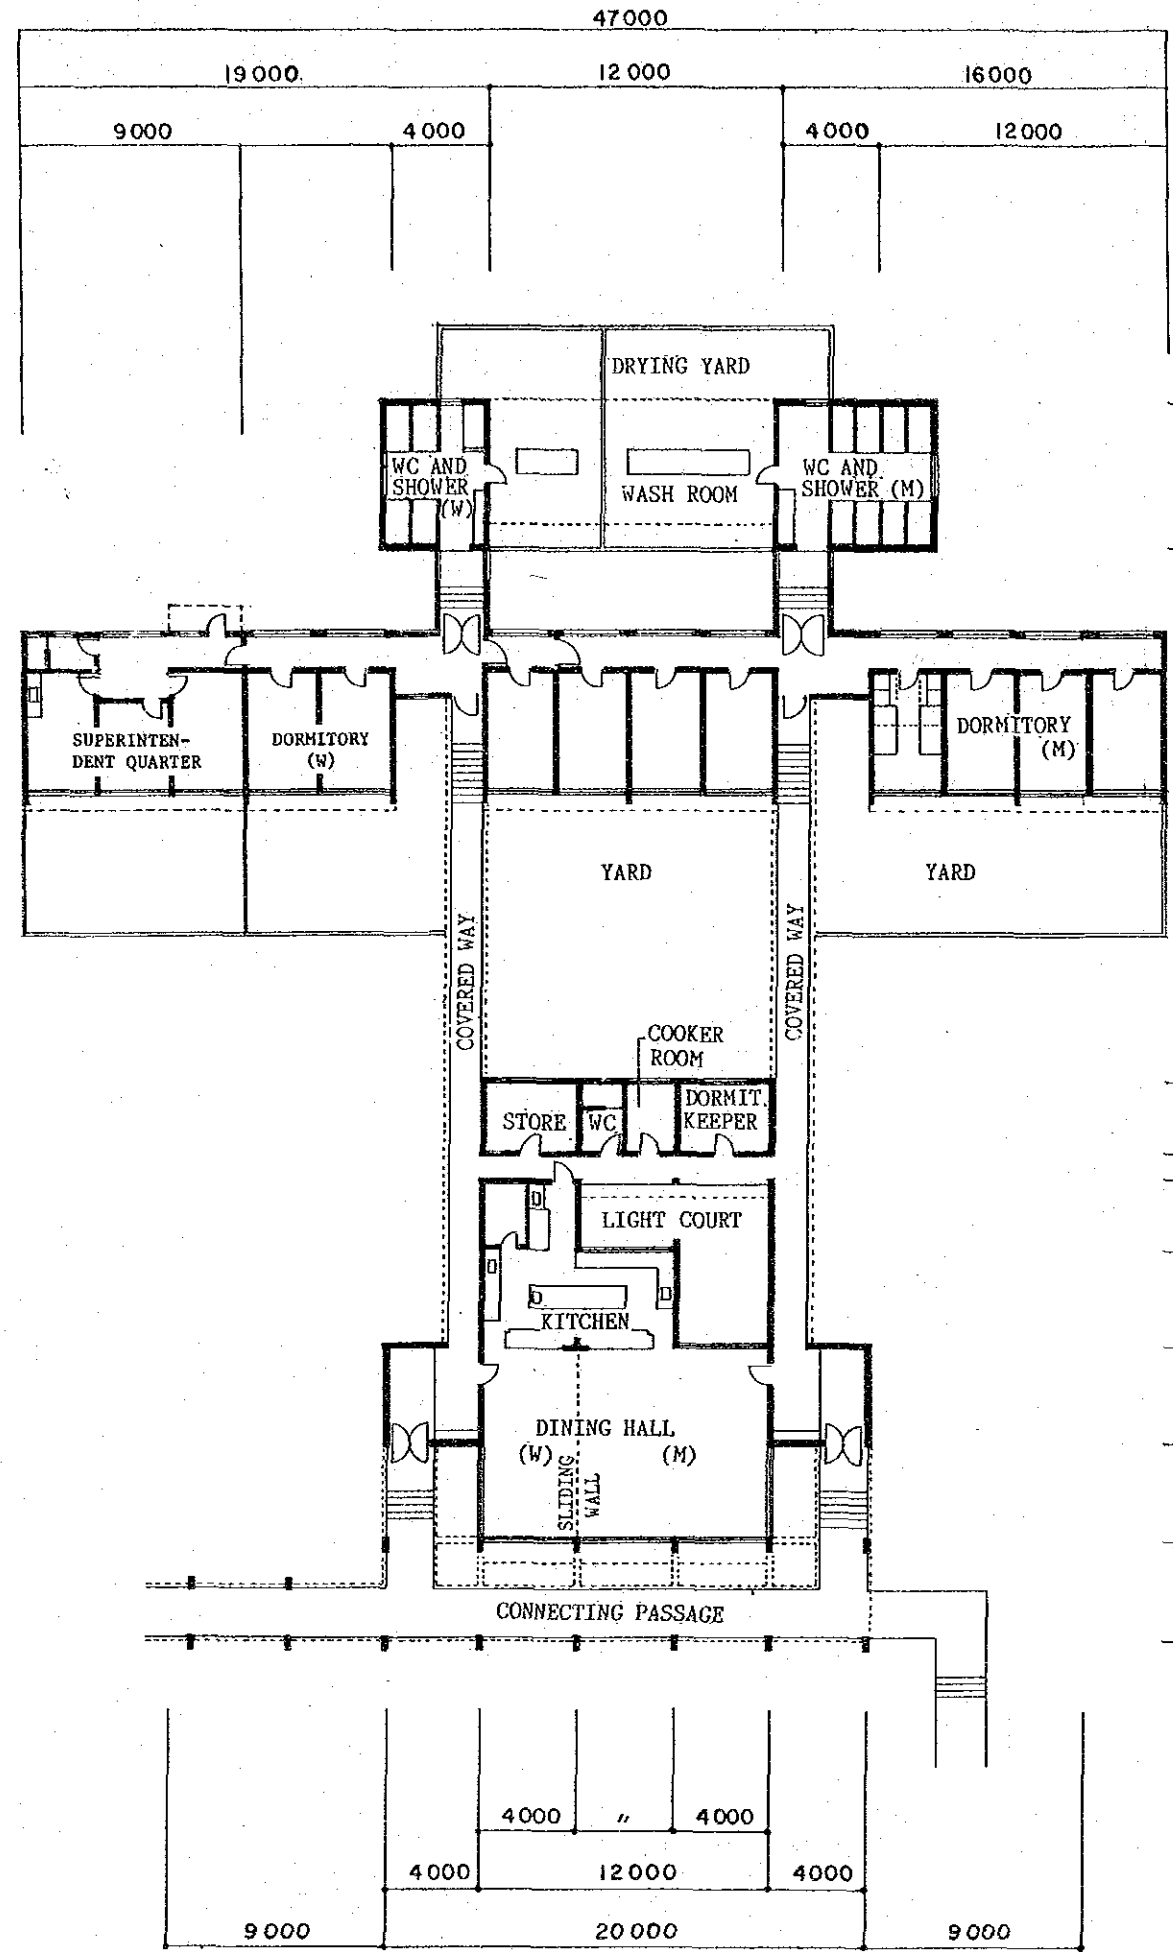 47000
19000
12000
16000
9000
4000
4000
12000
DRYING YARD
WC AND
SHOWER
(W)
WASH ROOM
WC AND
SHOWER (M)
SUPERINTEN-
DENT QUARTER
DORMITORY
(W)
DORMITORY
(M)
YARD
YARD
COVERED WAY
COVERED WAY
COOKER
ROOM
STORE
WC
DORMIT.
KEEPER
LIGHT COURT
KITCHEN
DINING HALL
(W)
(M)
SLIDING
WALL
CONNECTING PASSAGE
4000
"
4000
4000
12000
4000
9000
20000
9000